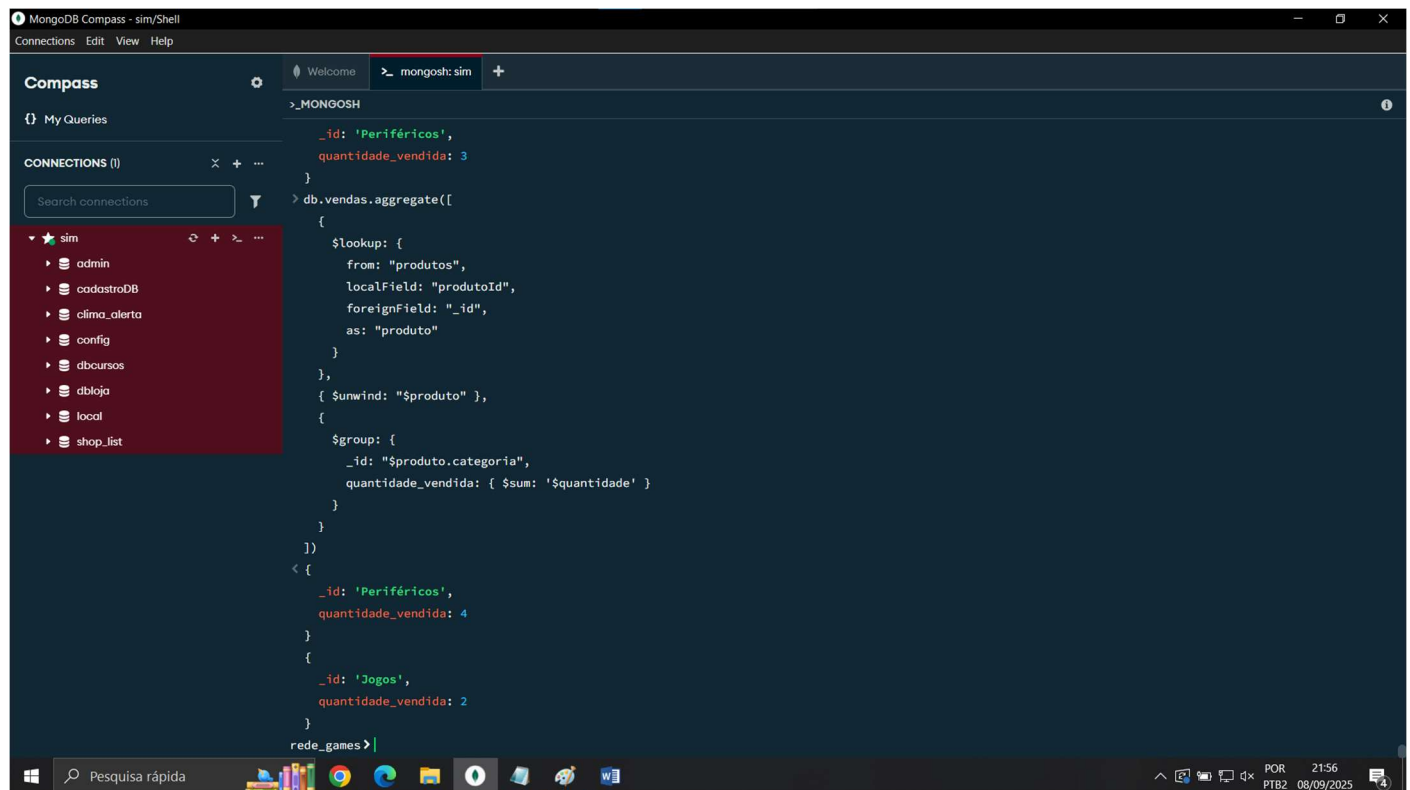 MongoDB Compass - sim/Shell
Connections Edit View Help
Compass
{} My Queries
CONNECTIONS (1)
Search connections
sim
admin
cadastroDB
clima_alerta
config
dbcursos
dbloja
local
shop_list
Welcome
>_ mongosh: sim
>_MONGOSH
_id: 'Periféricos',
quantidade_vendida: 3
}
> db.vendas.aggregate([
{
$lookup: {
from: "produtos",
localField: "produtoId",
foreignField: "_id",
as: "produto"
}
},
{ $unwind: "$produto" },
{
$group: {
_id: "$produto.categoria",
quantidade_vendida: { $sum: '$quantidade' }
}
}
])
< {
_id: 'Periféricos',
quantidade_vendida: 4
}
{
_id: 'Jogos',
quantidade_vendida: 2
}
rede_games>
Pesquisa rápida
POR
PTB2
21:56
08/09/2025
4